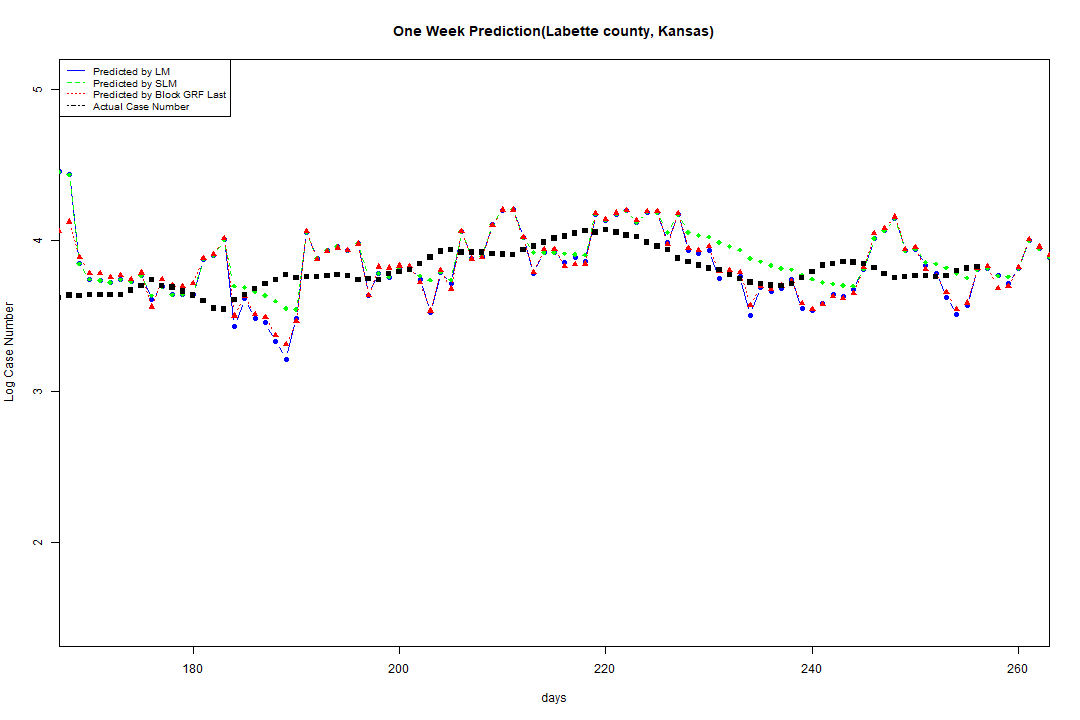 One Week Prediction(Labette county, Kansas)
Predicted by LM
Predicted by SLM
Predicted by Block GRF Last
Actual Case Number
5
4
3
2
Log Case Number
180 200 220 240 260
days